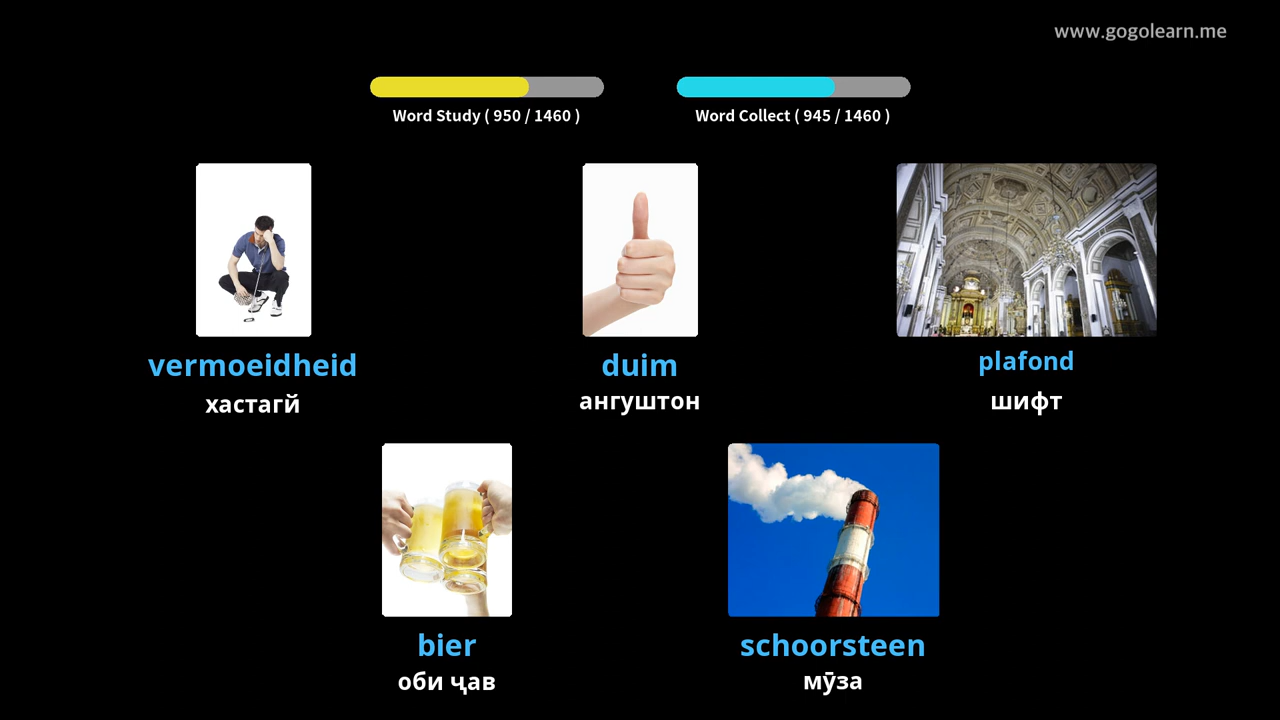 www.gogolearn.me
Word Study ( 950 / 1460 )
Word Collect ( 945 / 1460 )
vermoeidheid
хастагй
duim
ангуштон
plafond
шифт
bier
оби ҷав
schoorsteen
мӯза